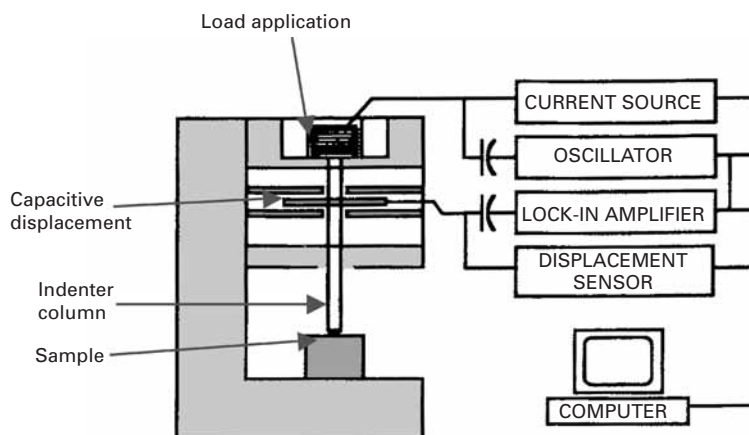 Load application
CURRENT SOURCE
OSCILLATOR
Capacitive
displacement
LOCK-IN AMPLIFIER
DISPLACEMENT
SENSOR
Indenter
column
Sample
COMPUTER